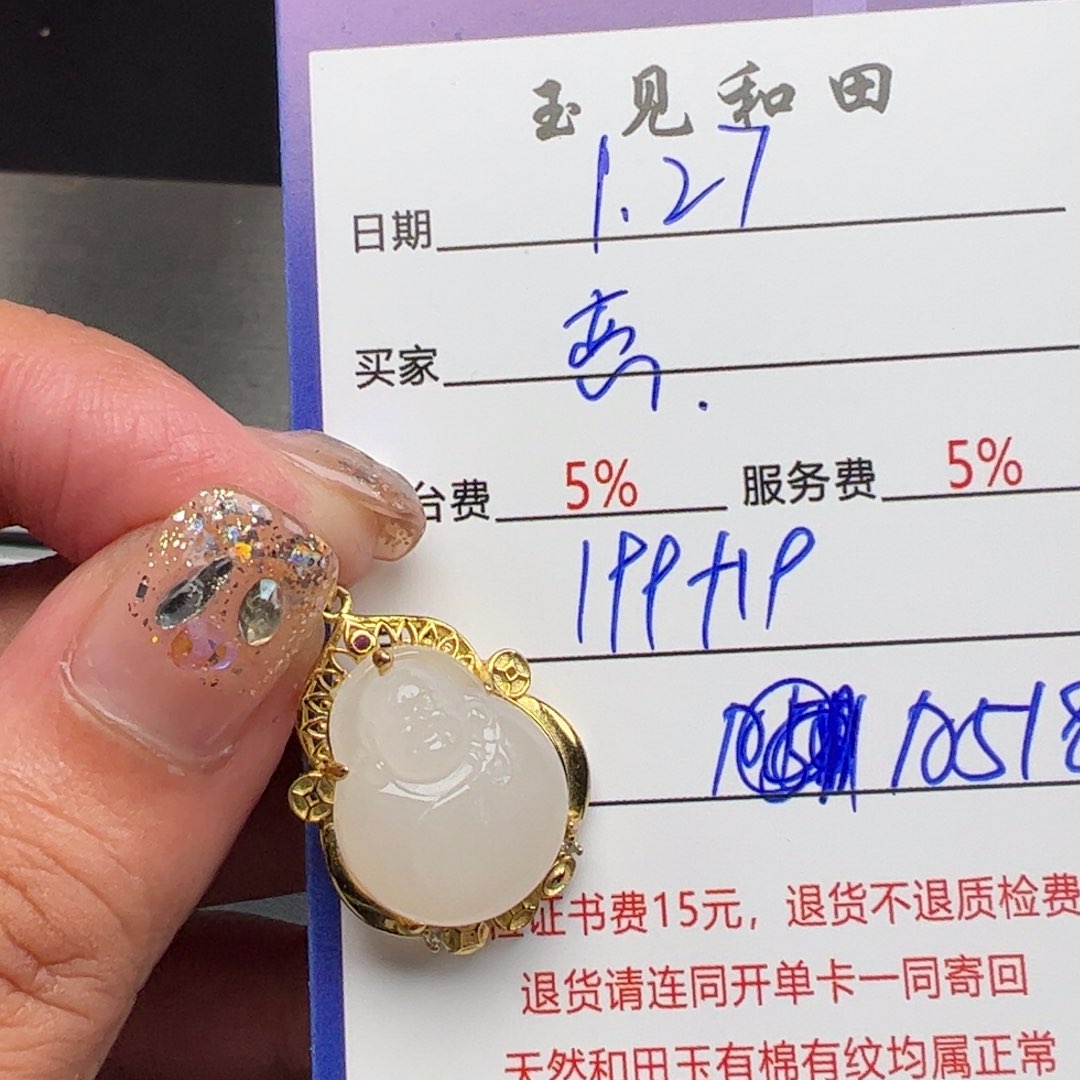 玉见和田
日期 1.27
买家
台费 5% 服务费 5%
199+19
10518
证书费15元，退货不退质检费
退货请连同开单卡一同寄回
天然和田玉有棉有纹均属正常